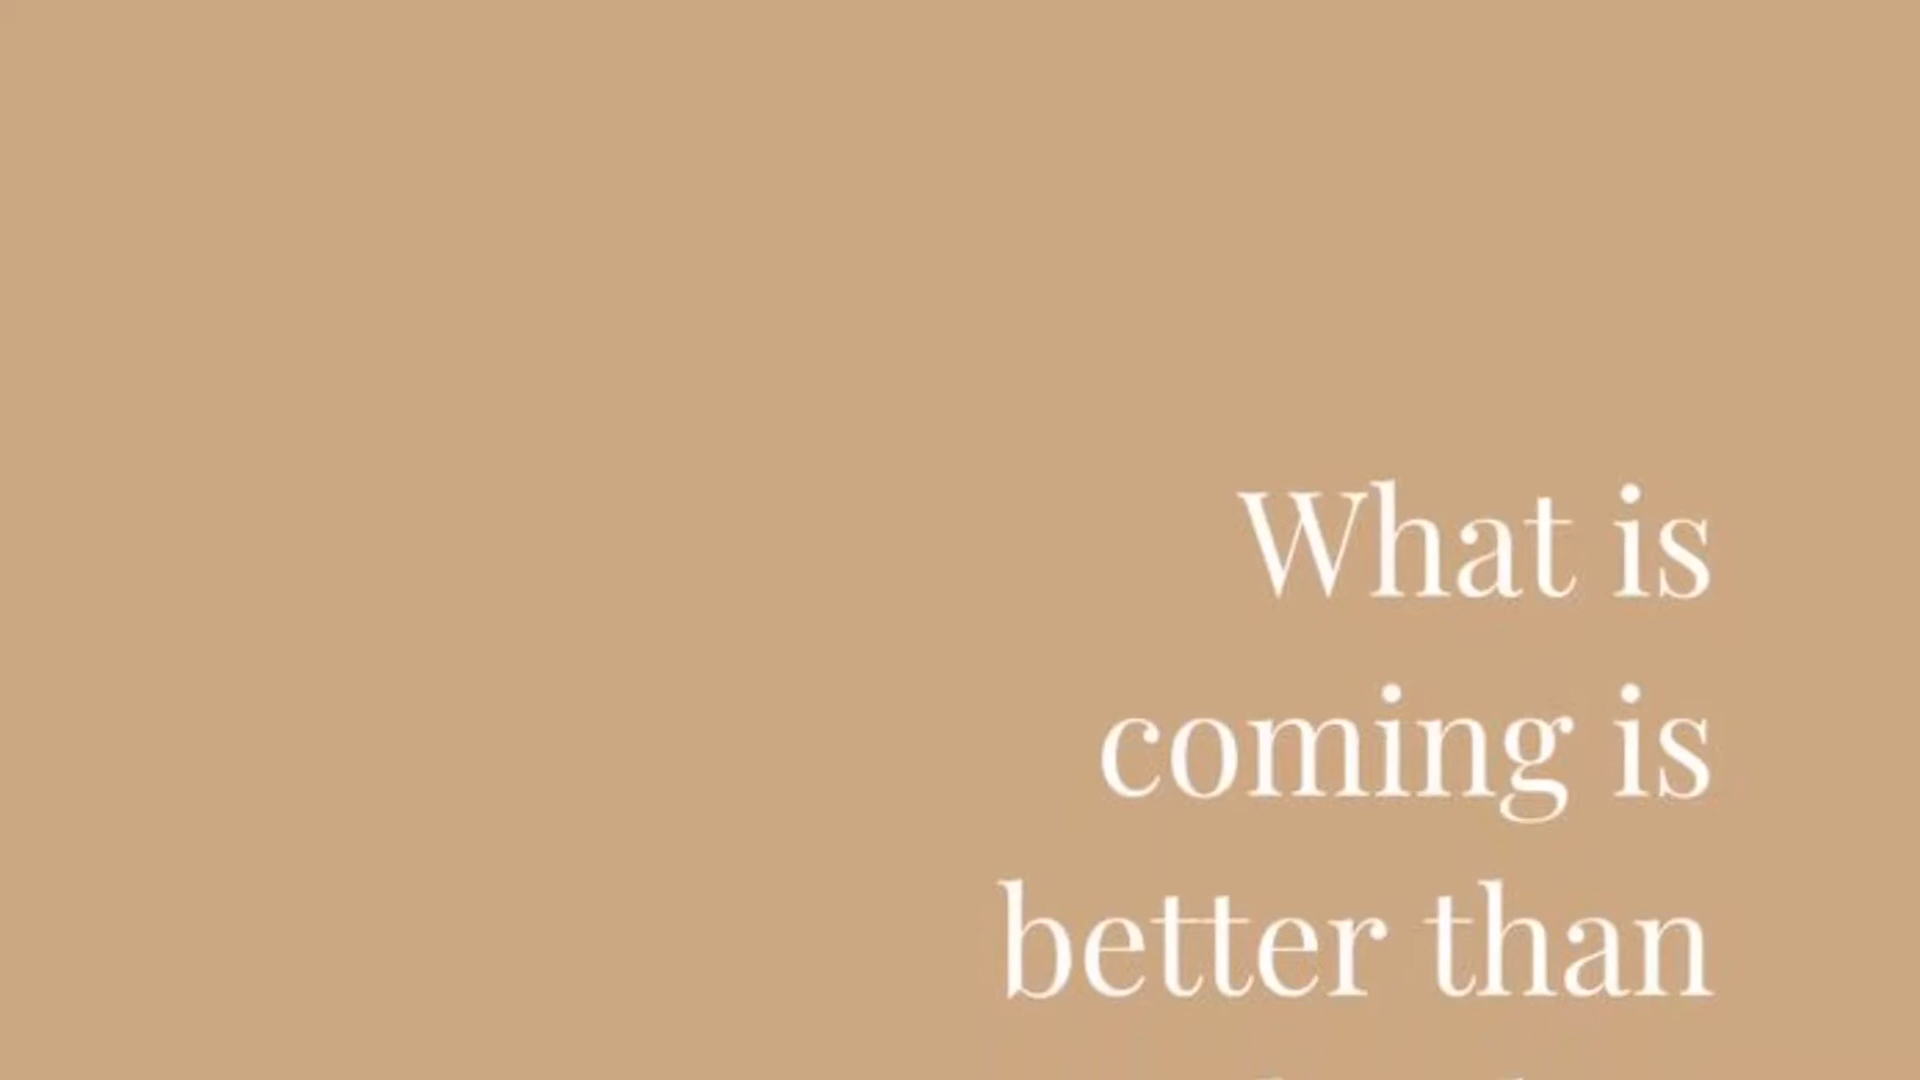 What is
coming is
better than